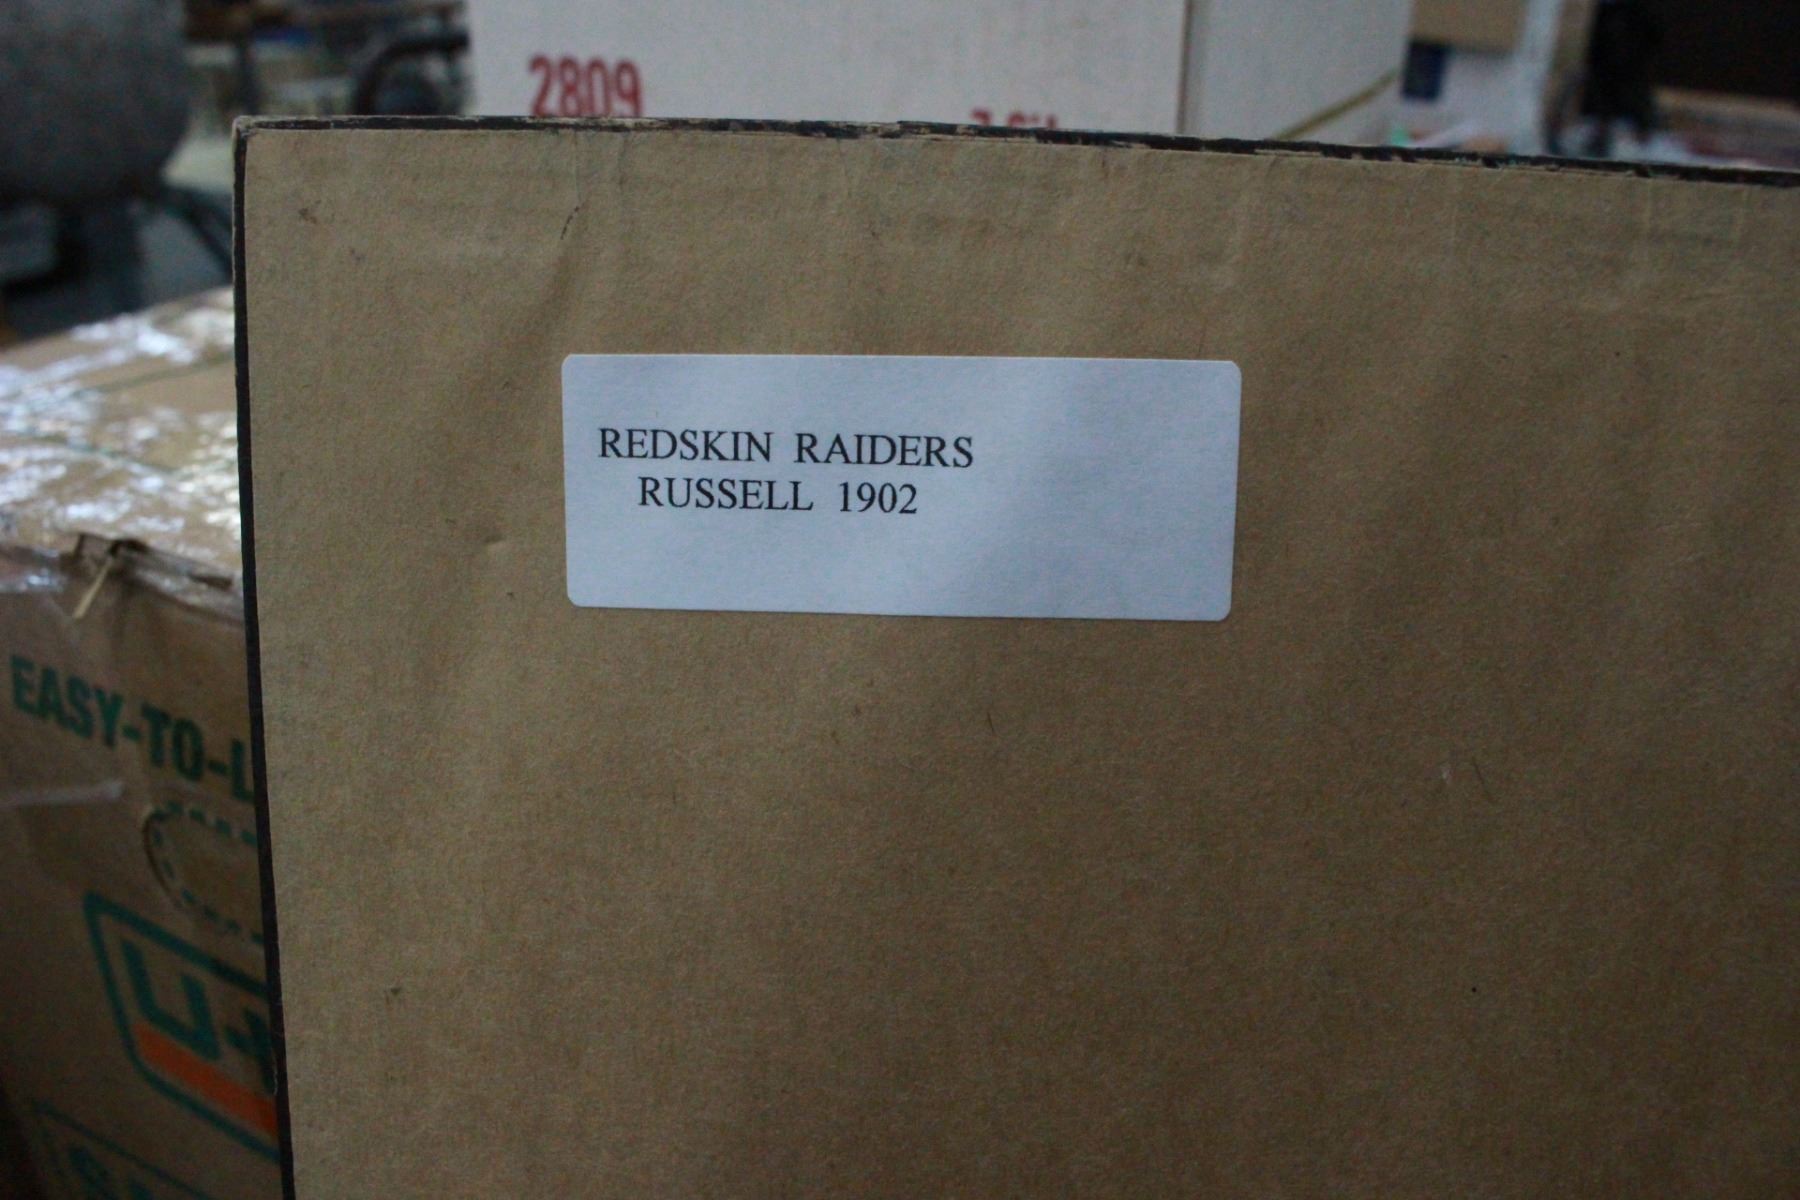 2809
REDSKIN RAIDERS
RUSSELL 1902
EASY-TO-L
U-H